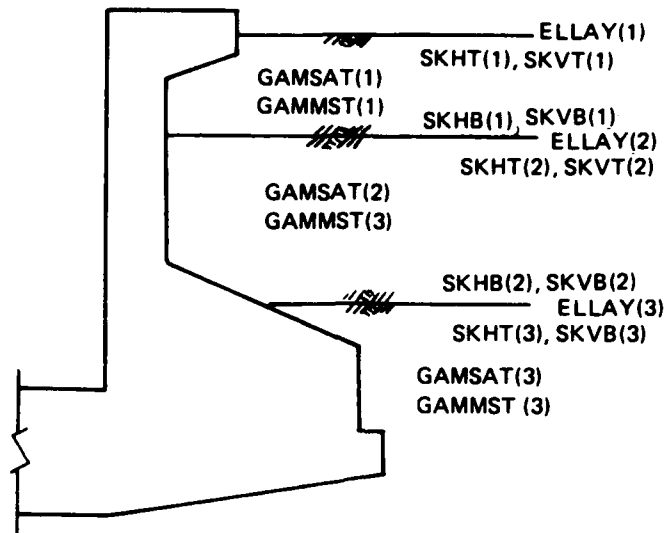 ELLAY(1)
SKHT(1), SKVT(1)
GAMSAT(1)
GAMMST(1)
SKHB(1), SKVB(1)
ELLAY(2)
SKHT(2), SKVT(2)
GAMSAT(2)
GAMMST(3)
SKHB(2), SKVB(2)
ELLAY(3)
SKHT(3), SKVB(3)
GAMSAT(3)
GAMMST (3)